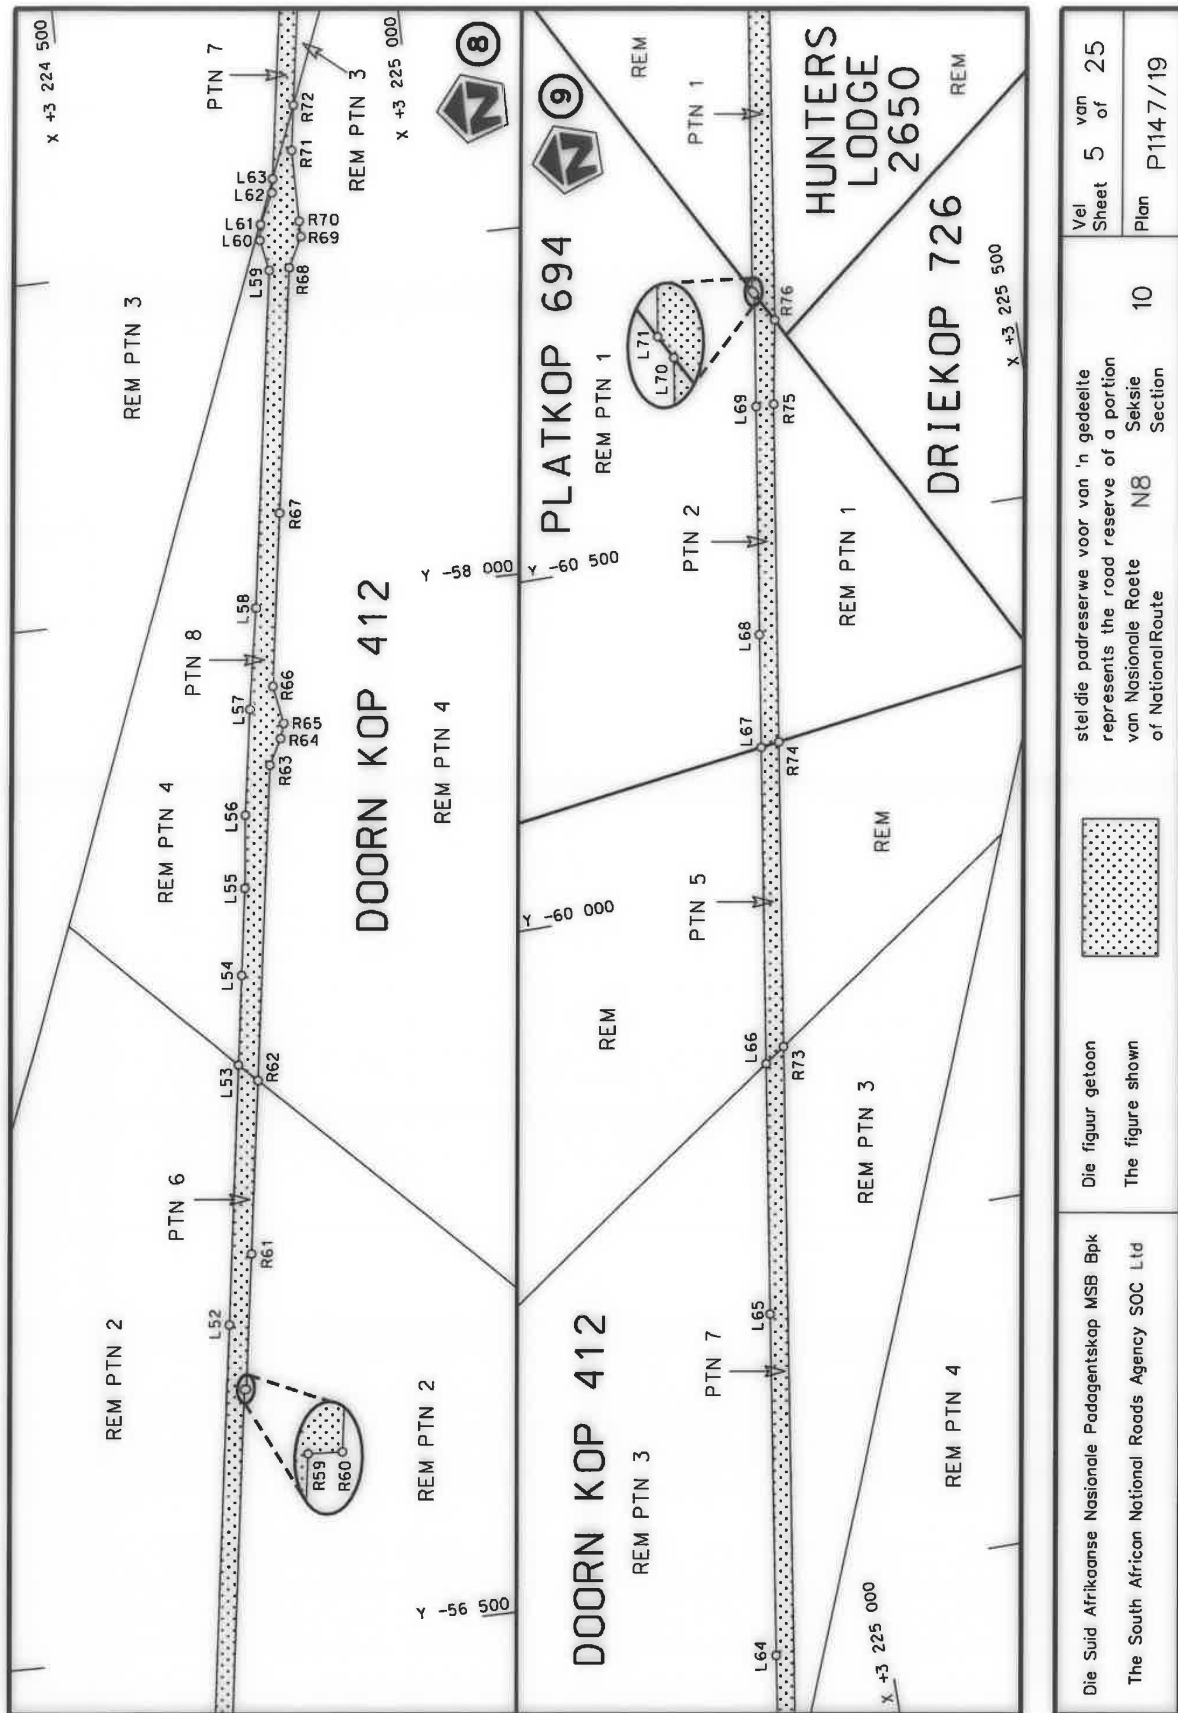 X +3 224 500
PTN 7
X +3 225 000
8
REM PTN 3
R72
R71
REM PTN 3
L63
L62
L61
L60
R70
R69
L59
R68
R67
L58
PTN 8
Y -58 000
R66
L57
R65
R64
R63
DOORN KOP 412
REM PTN 4
REM PTN 4
L56
L55
L54
L53
R62
PTN 6
R61
L52
REM PTN 2
R59
R60
REM PTN 2
Y -56 500
9
REM
PTN 1
HUNTERS
LODGE
2650
REM
PLATKOP 694
REM PTN 1
L71
L70
R76
DRIEKOP 726
X +3 225 500
L69
R75
PTN 2
REM PTN 1
Y -60 500
L68
L67
R74
REM
PTN 5
Y -60 000
REM
L66
R73
REM PTN 3
L65
PTN 7
DOORN KOP 412
REM PTN 3
REM PTN 4
L64
X +3 225 000
Die Suid Afrikaanse Nasionale Padagentskap MSB Bpk
The South African National Roads Agency SOC Ltd
Die figuur getoon
The figure shown
stel die padreserwe voor van 'n gedeelte
represents the road reserve of a portion
van Nasionale Roete N8 Seksie 10
of National Route Section
Vel 5 van 25
Sheet of
Plan P1147/19